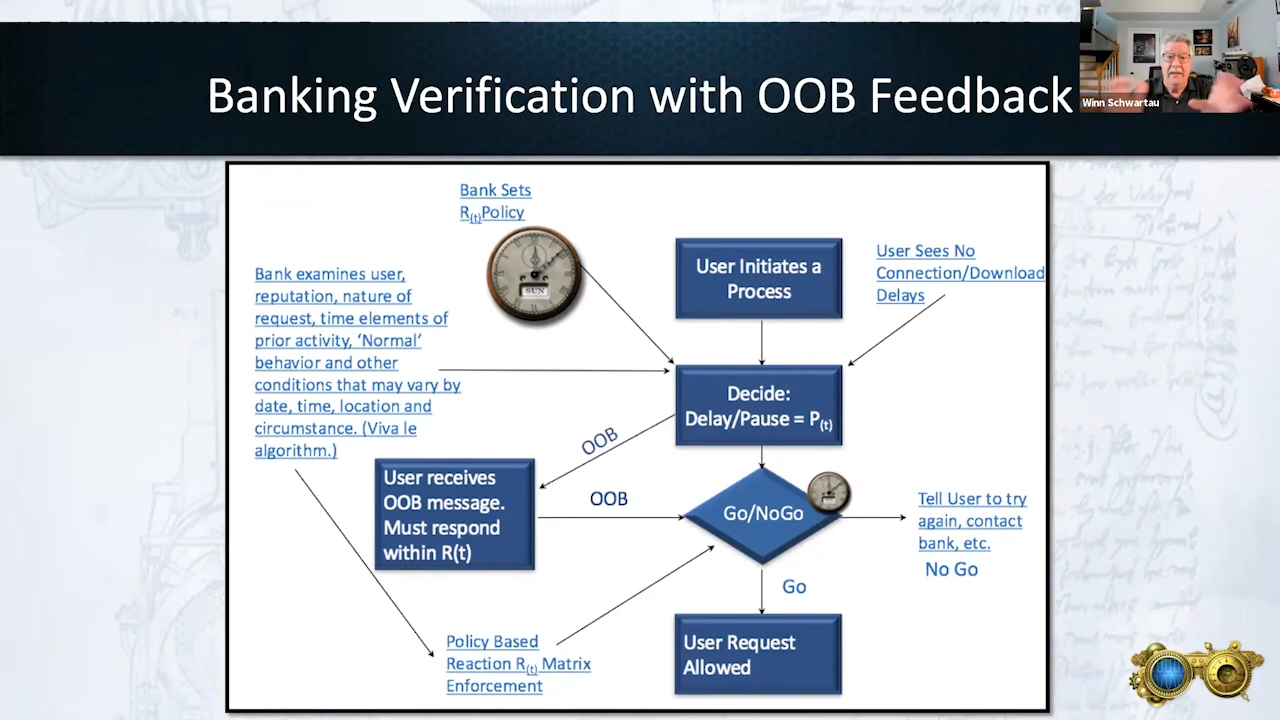 Banking Verification with OOB Feedback
Winn Schwartau
Bank Sets
R(t)Policy
User Initiates a
Process
User Sees No
Connection/Download
Delays
Bank examines user,
reputation, nature of
request, time elements of
prior activity, ‘Normal’
behavior and other
conditions that may vary by
date, time, location and
circumstance. (Viva le
algorithm.)
Decide:
Delay/Pause = P(t)
OOB
User receives
OOB message.
Must respond
within R(t)
OOB
Go/NoGo
Tell User to try
again, contact
bank, etc.
No Go
Go
Policy Based
Reaction R(t) Matrix
Enforcement
User Request
Allowed
SUN